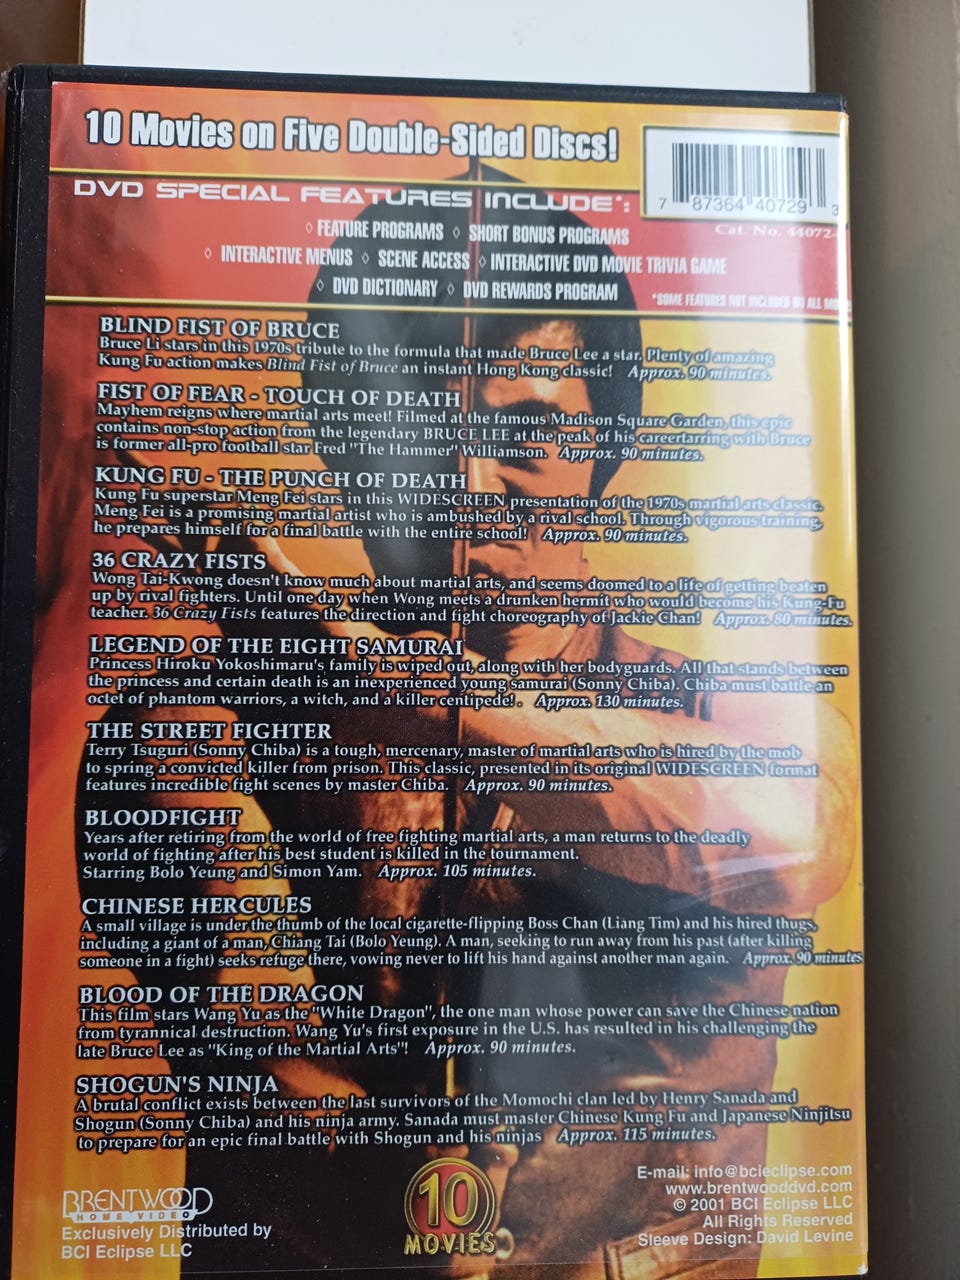 10 Movies on Five Double-Sided Discs!
7 87364 40729 3
DVD SPECIAL FEATURES INCLUDE*:
Cat. No. 44072-
◊ FEATURE PROGRAMS ◊ SHORT BONUS PROGRAMS
◊ INTERACTIVE MENUS ◊ SCENE ACCESS ◊ INTERACTIVE DVD MOVIE TRIVIA GAME
◊ DVD DICTIONARY ◊ DVD REWARDS PROGRAM
*SOME FEATURES NOT INCLUDED ON ALL
BLIND FIST OF BRUCE
Bruce Li stars in this 1970s tribute to the formula that made Bruce Lee a star. Plenty of amazing
Kung Fu action makes Blind Fist of Bruce an instant Hong Kong classic! Approx. 90 minutes.
FIST OF FEAR - TOUCH OF DEATH
Mayhem reigns where martial arts meet! Filmed at the famous Madison Square Garden, this epic
contains non-stop action from the legendary BRUCE LEE at the peak of his careertarring with Bruce
is former all-pro football star Fred "The Hammer" Williamson. Approx. 90 minutes.
KUNG FU - THE PUNCH OF DEATH
Kung Fu superstar Meng Fei stars in this WIDESCREEN presentation of the 1970s martial arts classic.
Meng Fei is a promising martial artist who is ambushed by a rival school. Through vigorous training,
he prepares himself for a final battle with the entire school! Approx. 90 minutes.
36 CRAZY FISTS
Wong Tai-Kwong doesn't know much about martial arts, and seems doomed to a life of getting beaten
up by rival fighters. Until one day when Wong meets a drunken hermit who would become his Kung-Fu
teacher. 36 Crazy Fists features the direction and fight choreography of Jackie Chan! Approx. 80 minutes.
LEGEND OF THE EIGHT SAMURAI
Princess Hiroku Yokoshimaru's family is wiped out, along with her bodyguards. All that stands between
the princess and certain death is an inexperienced young samurai (Sonny Chiba). Chiba must battle an
octet of phantom warriors, a witch, and a killer centipede! . Approx. 130 minutes.
THE STREET FIGHTER
Terry Tsuguri (Sonny Chiba) is a tough, mercenary, master of martial arts who is hired by the mob
to spring a convicted killer from prison. This classic, presented in its original WIDESCREEN format
features incredible fight scenes by master Chiba. Approx. 90 minutes.
BLOODFIGHT
Years after retiring from the world of free fighting martial arts, a man returns to the deadly
world of fighting after his best student is killed in the tournament.
Starring Bolo Yeung and Simon Yam. Approx. 105 minutes.
CHINESE HERCULES
A small village is under the thumb of the local cigarette-flipping Boss Chan (Liang Tim) and his hired thugs,
including a giant of a man, Chiang Tai (Bolo Yeung). A man, seeking to run away from his past (after killing
someone in a fight) seeks refuge there, vowing never to lift his hand against another man again. Approx. 90 minutes
BLOOD OF THE DRAGON
This film stars Wang Yu as the "White Dragon", the one man whose power can save the Chinese nation
from tyrannical destruction. Wang Yu's first exposure in the U.S. has resulted in his challenging the
late Bruce Lee as "King of the Martial Arts"! Approx. 90 minutes.
SHOGUN'S NINJA
A brutal conflict exists between the last survivors of the Momochi clan led by Henry Sanada and
Shogun (Sonny Chiba) and his ninja army. Sanada must master Chinese Kung Fu and Japanese Ninjitsu
to prepare for an epic final battle with Shogun and his ninjas Approx. 115 minutes.
BRENTWOOD
HOME VIDEO
Exclusively Distributed by
BCI Eclipse LLC
10
MOVIES
E-mail: info@bcieclipse.com
www.brentwooddvd.com
© 2001 BCI Eclipse LLC
All Rights Reserved
Sleeve Design: David Levine